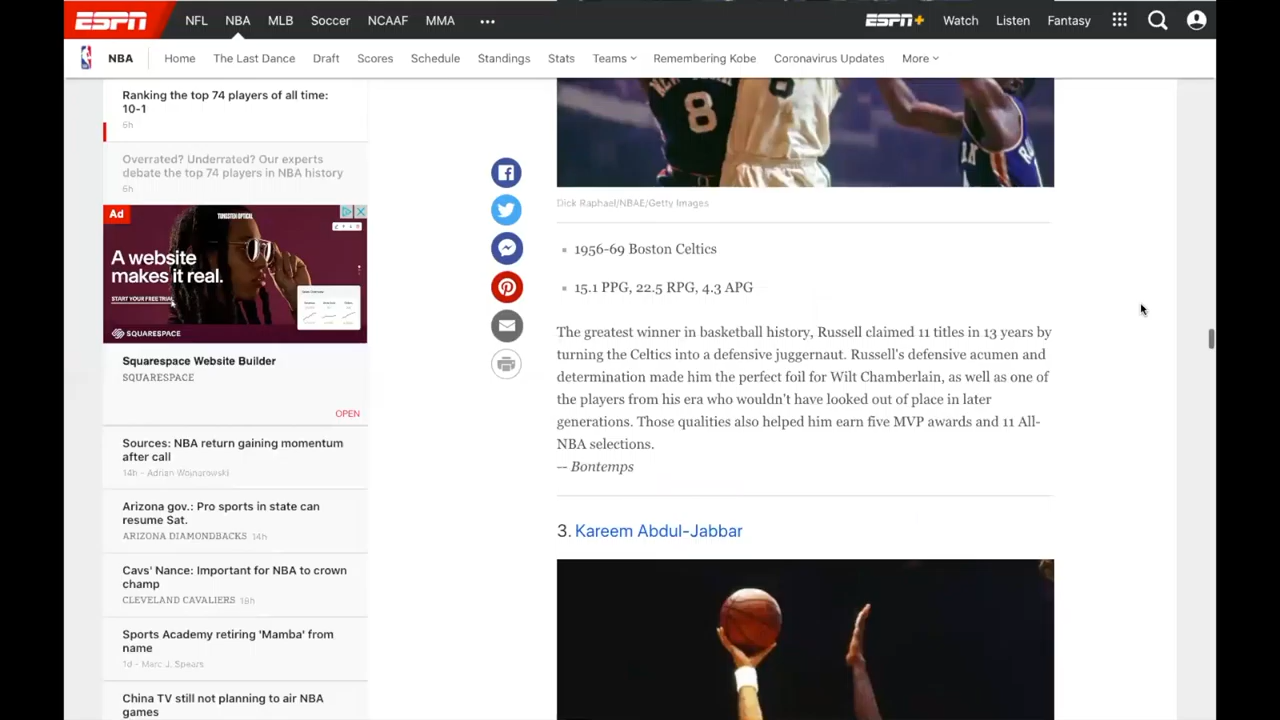 ESPN
NFL NBA MLB Soccer NCAAF MMA
ESPN+ Watch Listen Fantasy
NBA Home The Last Dance Draft Scores Schedule Standings Stats Teams Remembering Kobe Coronavirus Updates More
Ranking the top 74 players of all time:
10-1
Overrated? Underrated? Our experts
debate the top 74 players in NBA history
6h
Ad
TUNGSTEN OPTICAL
A website
makes it real.
START YOUR FREE TRIAL
SQUARESPACE
Squarespace Website Builder
SQUARESPACE
OPEN
Sources: NBA return gaining momentum
after call
14h - Adrian Wojnarowski
Arizona gov.: Pro sports in state can
resume Sat.
ARIZONA DIAMONDBACKS 14h
Cavs' Nance: Important for NBA to crown
champ
CLEVELAND CAVALIERS 18h
Sports Academy retiring 'Mamba' from
name
1d - Marc J. Spears
China TV still not planning to air NBA
games
8
Dick Raphael/NBAE/Getty Images
1956-69 Boston Celtics
15.1 PPG, 22.5 RPG, 4.3 APG
The greatest winner in basketball history, Russell claimed 11 titles in 13 years by
turning the Celtics into a defensive juggernaut. Russell's defensive acumen and
determination made him the perfect foil for Wilt Chamberlain, as well as one of
the players from his era who wouldn't have looked out of place in later
generations. Those qualities also helped him earn five MVP awards and 11 All-
NBA selections.
-- Bontemps
3. Kareem Abdul-Jabbar